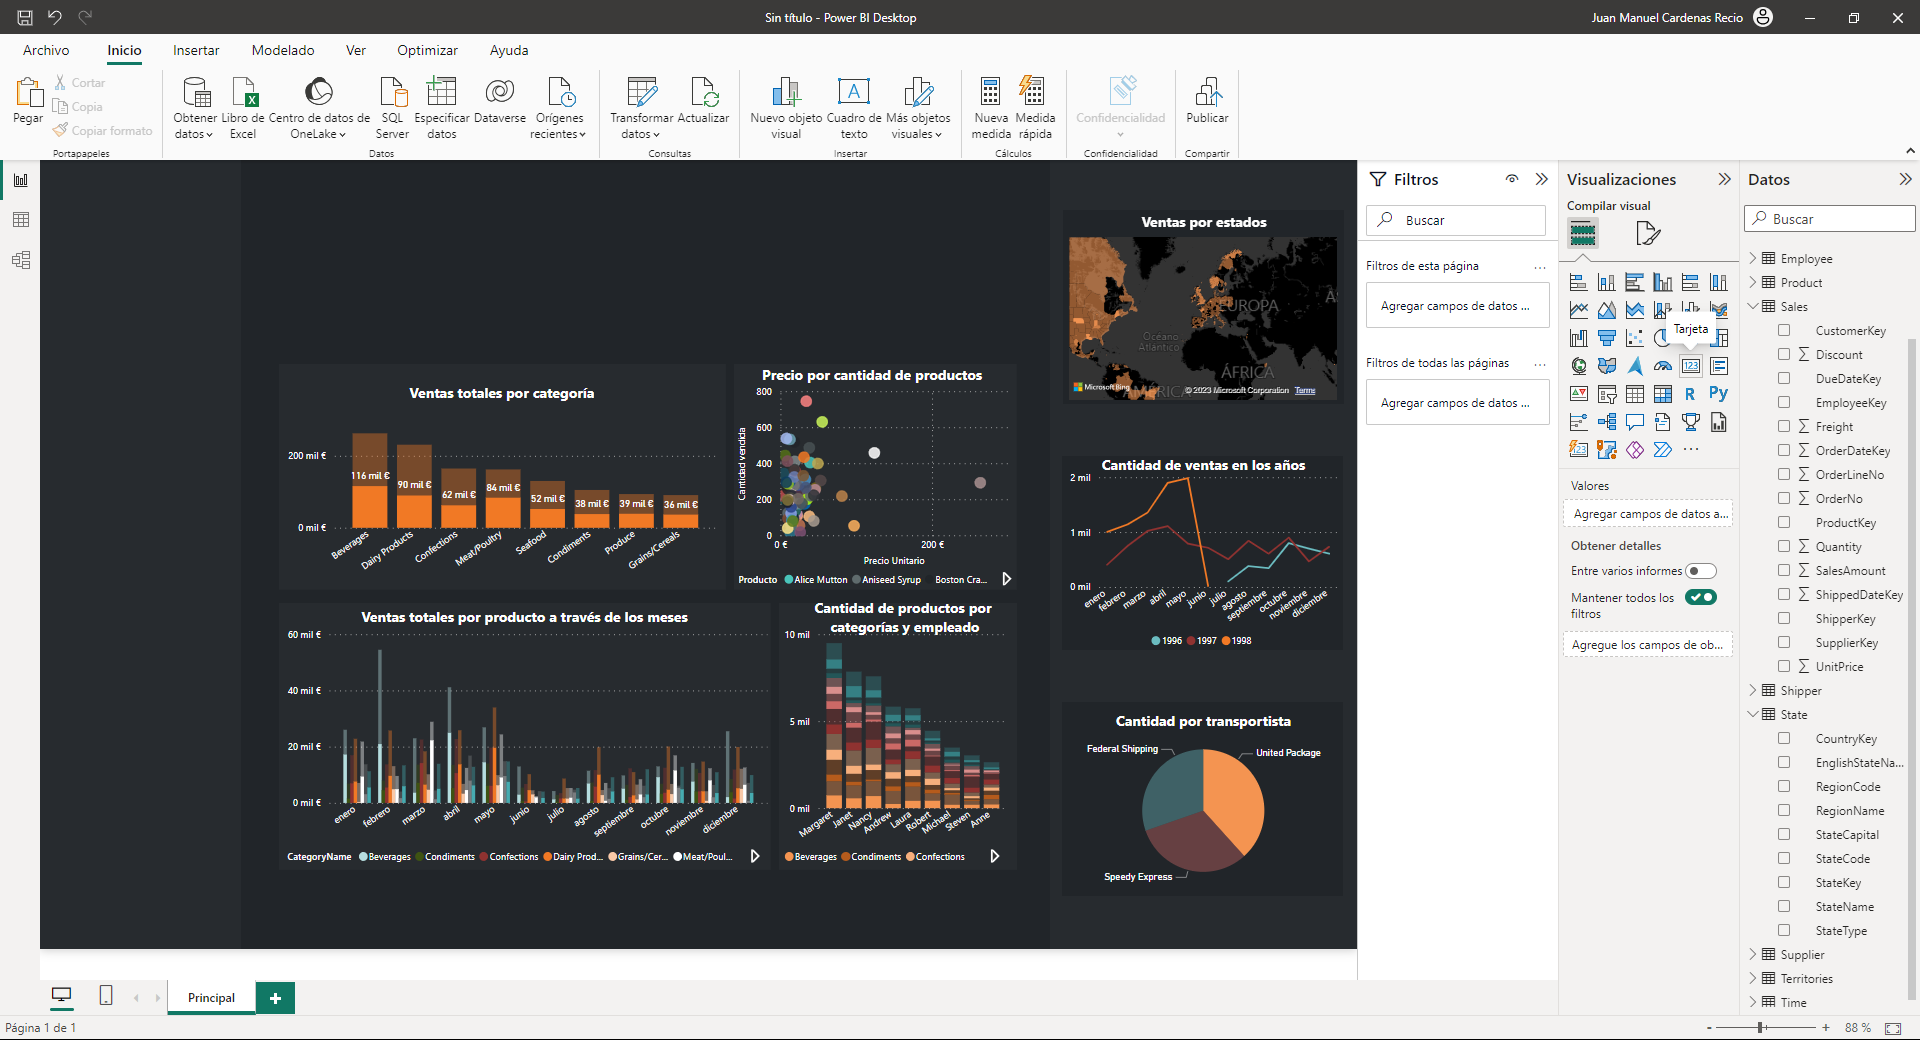 Sin título - Power BI Desktop
Juan Manuel Cardenas Recio
Archivo
Inicio
Insertar
Modelado
Ver
Optimizar
Ayuda
Pegar
Cortar
Copia
Copiar formato
Portapapeles
Obtener datos
Libro de Excel
Centro de datos de OneLake
SQL Server
Especificar datos
Dataverse
Orígenes recientes
Datos
Transformar datos
Actualizar
Consultas
Nuevo objeto visual
Cuadro de texto
Más objetos visuales
Insertar
Nueva medida
Medida rápida
Cálculos
Confidencialidad
Confidencialidad
Publicar
Compartir
Ventas totales por categoría
200 mil €
0 mil €
116 mil €
90 mil €
62 mil €
84 mil €
52 mil €
38 mil €
39 mil €
36 mil €
Beverages
Dairy Products
Confections
Meat/Poultry
Seafood
Condiments
Produce
Grains/Cereals
Precio por cantidad de productos
Cantidad vendida
800
600
400
200
0
0 €
200 €
Precio Unitario
Producto
Alice Mutton
Aniseed Syrup
Boston Cra...
Ventas totales por producto a través de los meses
60 mil €
40 mil €
20 mil €
0 mil €
enero
febrero
marzo
abril
mayo
junio
julio
agosto
septiembre
octubre
noviembre
diciembre
CategoryName
Beverages
Condiments
Confections
Dairy Prod...
Grains/Cer...
Meat/Poul...
Cantidad de productos por
categorías y empleado
10 mil
5 mil
0 mil
Margaret
Janet
Nancy
Andrew
Laura
Robert
Michael
Steven
Anne
Beverages
Condiments
Confections
Ventas por estados
EUROPA
Océano
Atlántico
ÁFRICA
AMÉRICA
Microsoft Bing
© 2023 Microsoft Corporation
Terms
Cantidad de ventas en los años
2 mil
1 mil
0 mil
enero
febrero
marzo
abril
mayo
junio
julio
agosto
septiembre
octubre
noviembre
diciembre
1996
1997
1998
Cantidad por transportista
Federal Shipping
United Package
Speedy Express
Filtros
Buscar
Filtros de esta página
...
Agregar campos de datos ...
Filtros de todas las páginas
...
Agregar campos de datos ...
Visualizaciones
Compilar visual
Tarjeta
123
R
Py
...
Valores
Agregar campos de datos a...
Obtener detalles
Entre varios informes
Mantener todos los
filtros
Agregue los campos de ob...
Datos
Buscar
Employee
Product
Sales
CustomerKey
Discount
DueDateKey
EmployeeKey
Freight
OrderDateKey
OrderLineNo
OrderNo
ProductKey
Quantity
SalesAmount
ShippedDateKey
ShipperKey
SupplierKey
UnitPrice
Shipper
State
CountryKey
EnglishStateNa...
RegionCode
RegionName
StateCapital
StateCode
StateKey
StateName
StateType
Supplier
Territories
Time
Principal
Página 1 de 1
- + 88 %